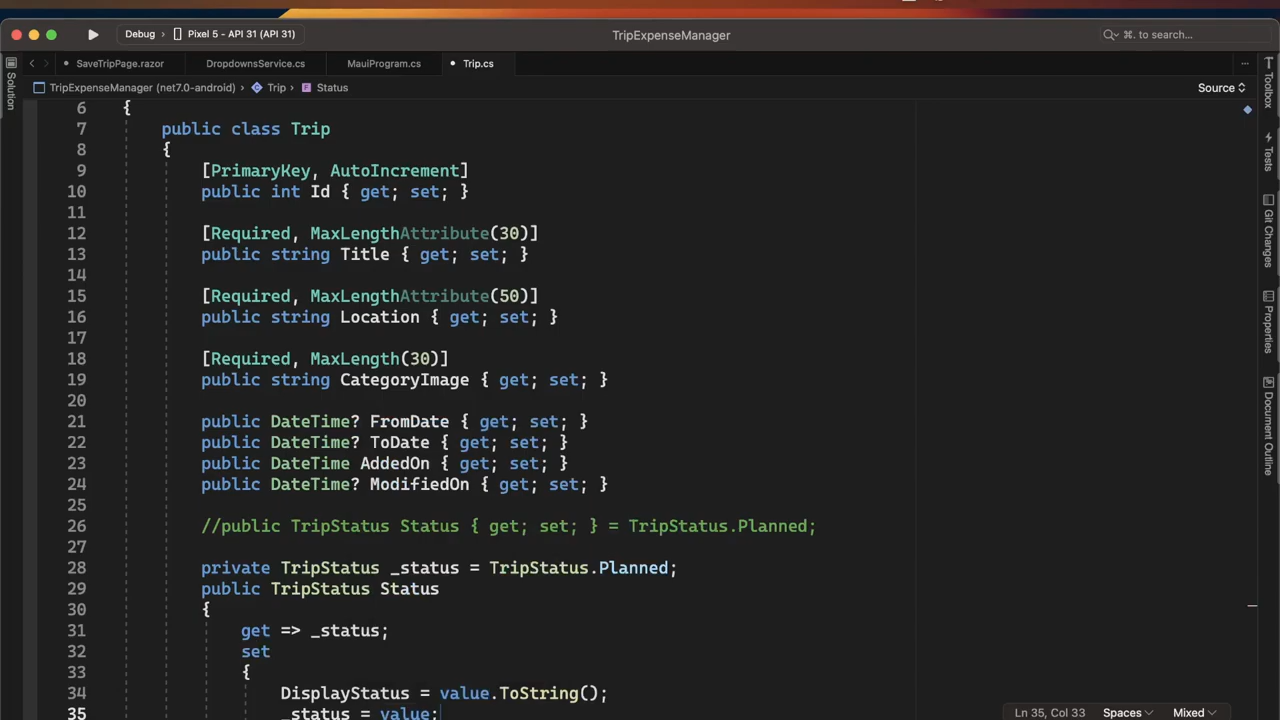 Debug > Pixel 5 - API 31 (API 31)
TripExpenseManager
⌘. to search...
SaveTripPage.razor
DropdownsService.cs
MauiProgram.cs
Trip.cs
TripExpenseManager (net7.0-android) > Trip > Status
Source
6 {
7 public class Trip
8 {
9 [PrimaryKey, AutoIncrement]
10 public int Id { get; set; }
11
12 [Required, MaxLengthAttribute(30)]
13 public string Title { get; set; }
14
15 [Required, MaxLengthAttribute(50)]
16 public string Location { get; set; }
17
18 [Required, MaxLength(30)]
19 public string CategoryImage { get; set; }
20
21 public DateTime? FromDate { get; set; }
22 public DateTime? ToDate { get; set; }
23 public DateTime AddedOn { get; set; }
24 public DateTime? ModifiedOn { get; set; }
25
26 //public TripStatus Status { get; set; } = TripStatus.Planned;
27
28 private TripStatus _status = TripStatus.Planned;
29 public TripStatus Status
30 {
31 get => _status;
32 set
33 {
34 DisplayStatus = value.ToString();
35 _status = value;
Solution
Toolbox
Tests
Git Changes
Properties
Document Outline
Ln 35, Col 33
Spaces
Mixed